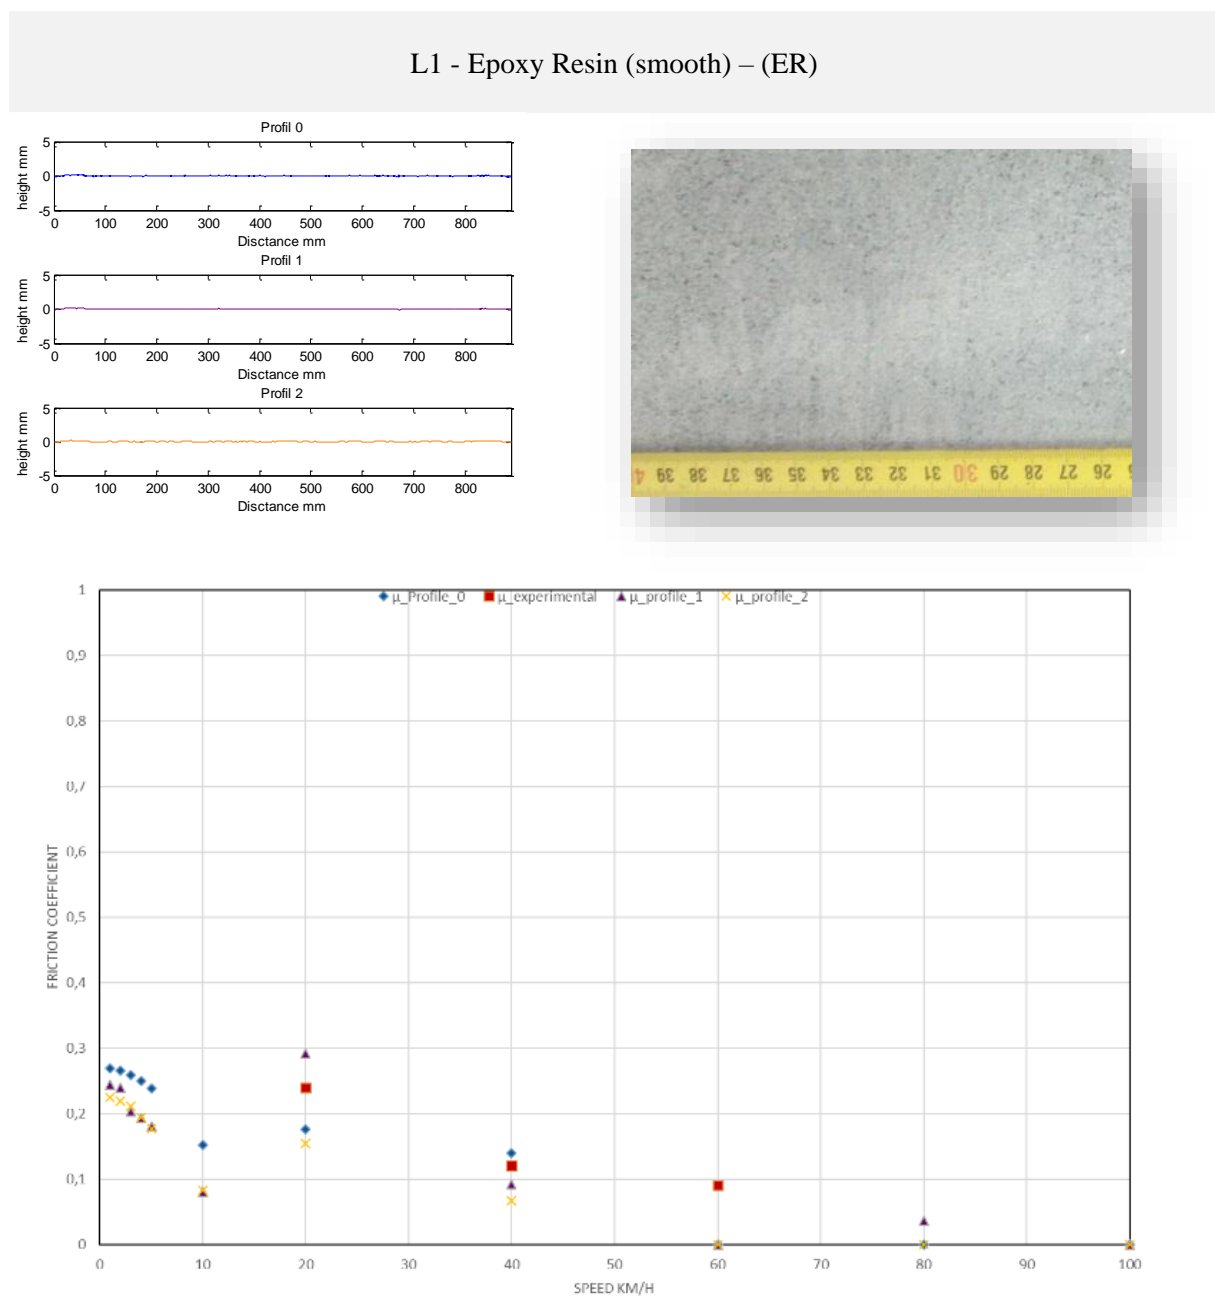 L1 - Epoxy Resin (smooth) – (ER)
Profil 0
5
0
-5
height mm
0 100 200 300 400 500 600 700 800
Disctance mm
Profil 1
5
0
-5
height mm
0 100 200 300 400 500 600 700 800
Disctance mm
Profil 2
5
0
-5
height mm
0 100 200 300 400 500 600 700 800
Disctance mm
4 39 38 37 36 35 34 33 32 31 30 29 28 27 26
μ_Profile_0 μ_experimental μ_profile_1 μ_profile_2
1
0,9
0,8
0,7
0,6
0,5
0,4
0,3
0,2
0,1
0
FRICTION COEFFICIENT
0 10 20 30 40 50 60 70 80 90 100
SPEED KM/H